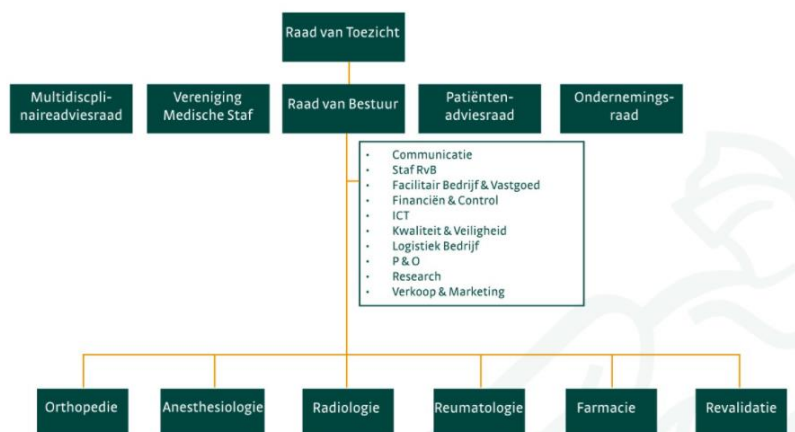 Raad van Toezicht
Multidiscpli-
naireadviesraad
Vereniging
Medische Staf
Raad van Bestuur
Patiënten-
adviesraad
Ondernemings-
raad
• Communicatie
• Staf RvB
• Facilitair Bedrijf & Vastgoed
• Financiën & Control
• ICT
• Kwaliteit & Veiligheid
• Logistiek Bedrijf
• P & O
• Research
• Verkoop & Marketing
Orthopedie
Anesthesiologie
Radiologie
Reumatologie
Farmacie
Revalidatie